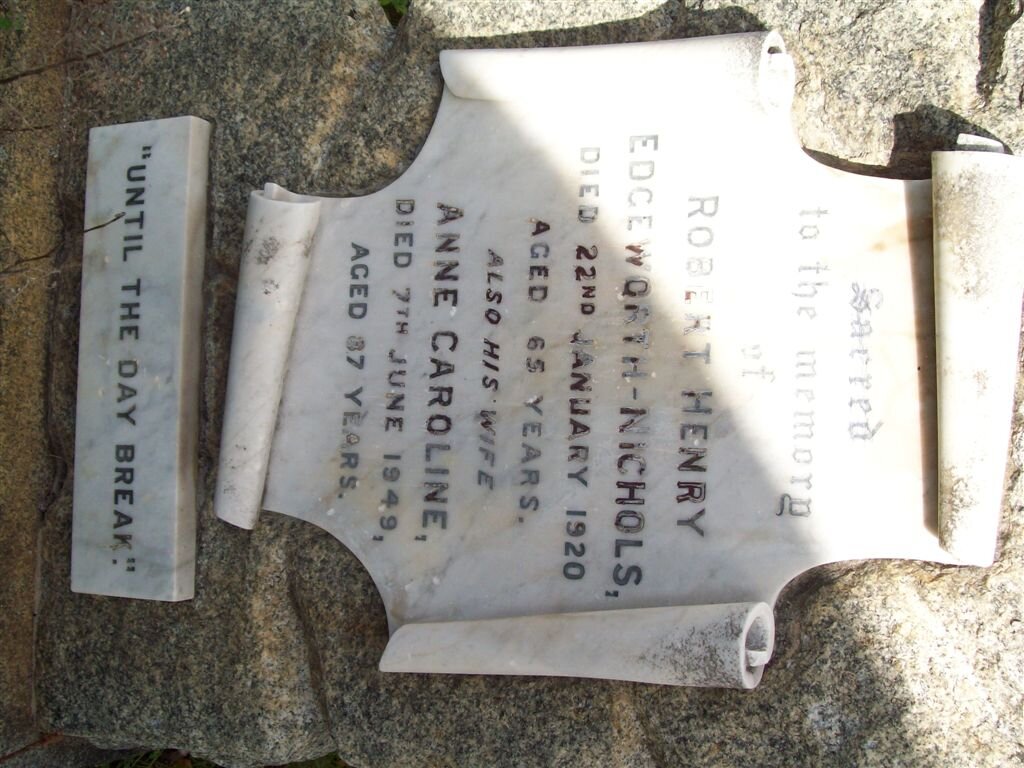 Sacred
to the memory
of
ROBERT HENRY
EDGEWORTH-NICHOLS,
DIED 22ND JANUARY 1920
AGED 65 YEARS.
ALSO HIS WIFE
ANNE CAROLINE,
DIED 7TH JUNE 1949,
AGED 87 YEARS.
"UNTIL THE DAY BREAK."